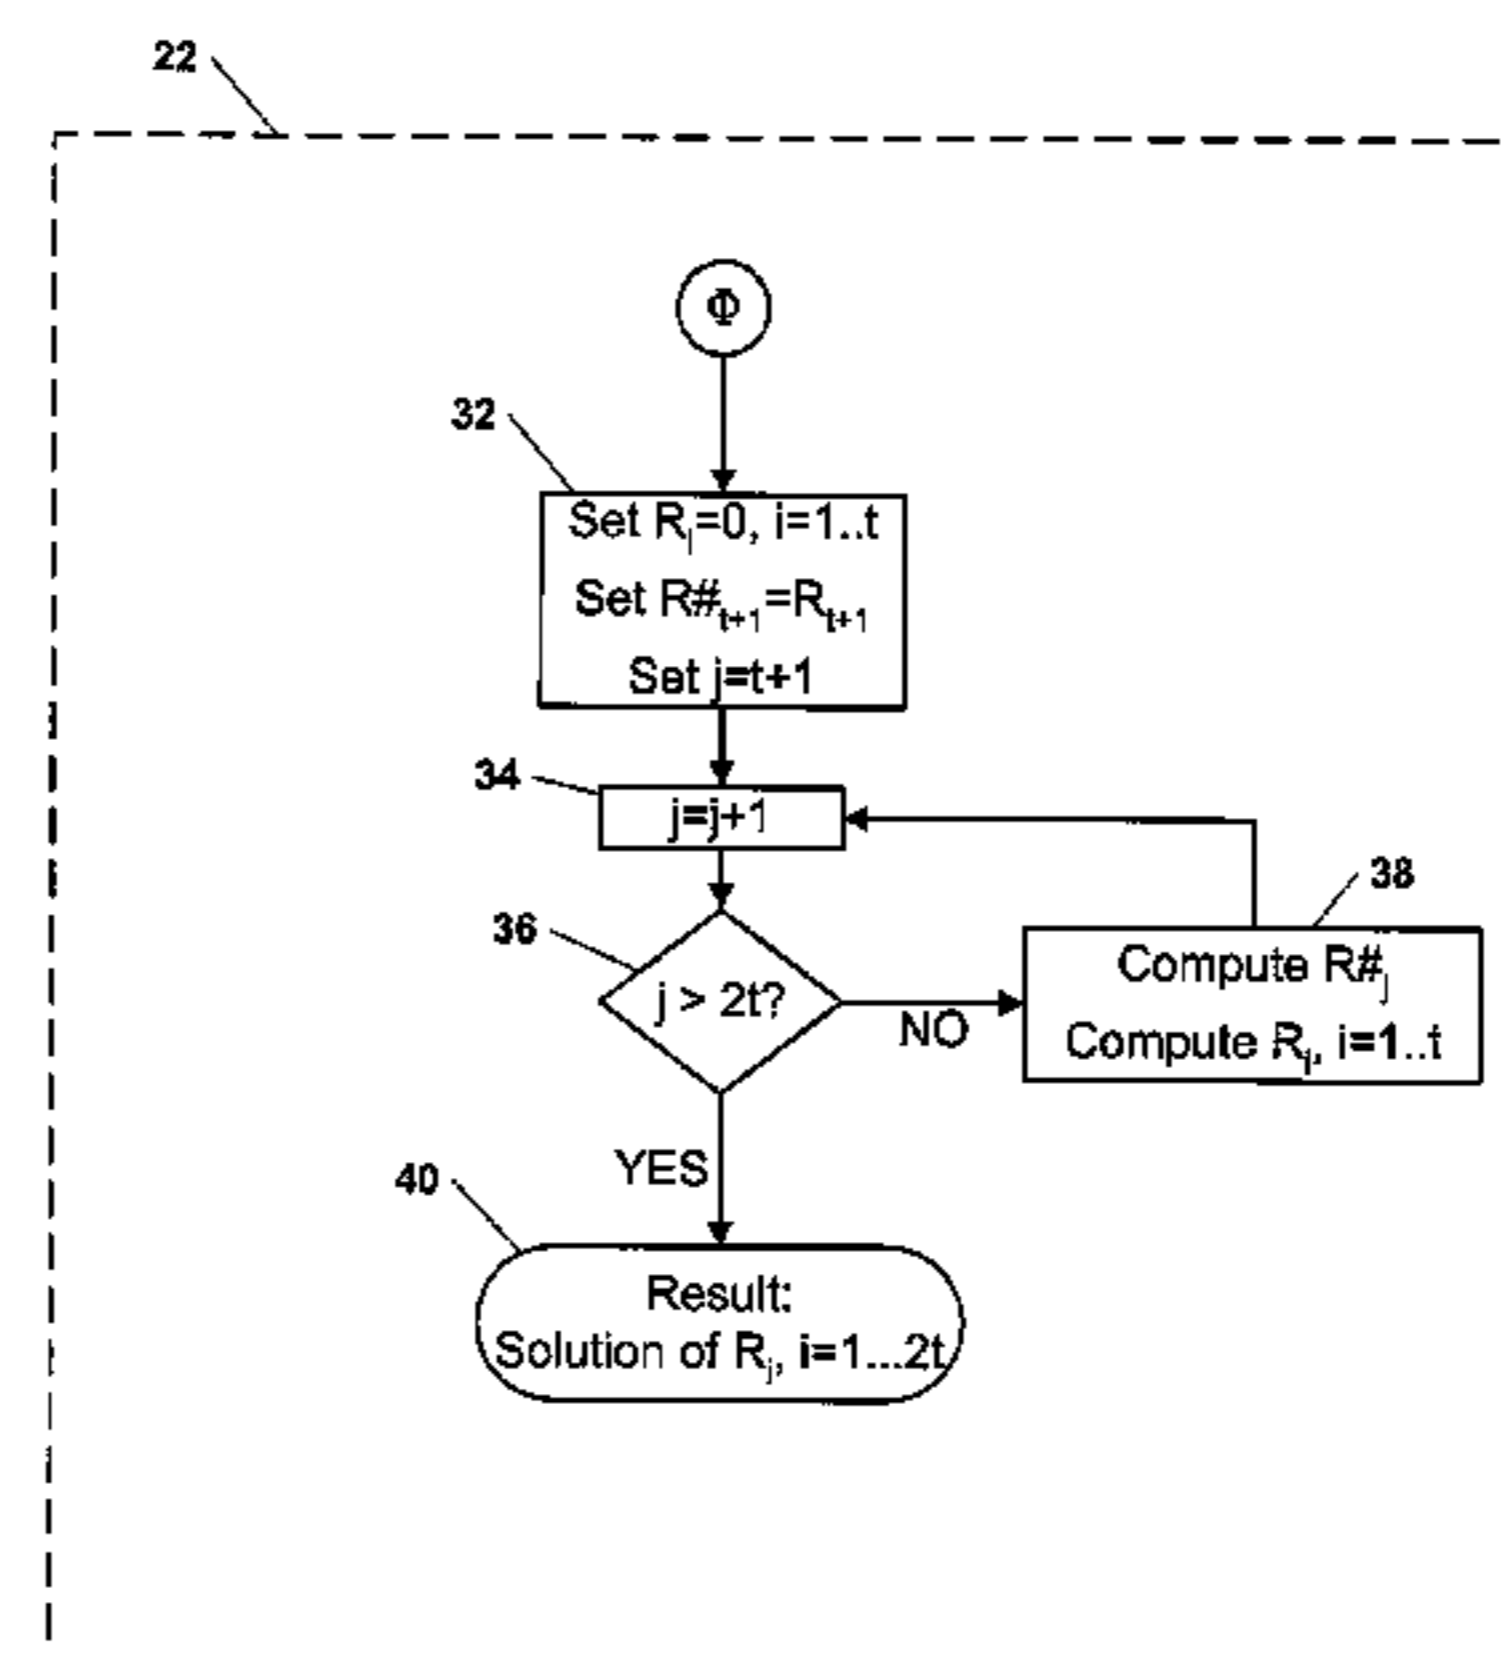 22
Φ
32
Set Rᵢ=0, i=1..t
Set R#ₜ₊₁=Rₜ₊₁
Set j=t+1
34
j=j+1
38
36
j > 2t?
NO
Compute R#ⱼ
Compute Rᵢ, i=1..t
YES
40
Result:
Solution of Rⱼ, i=1...2t